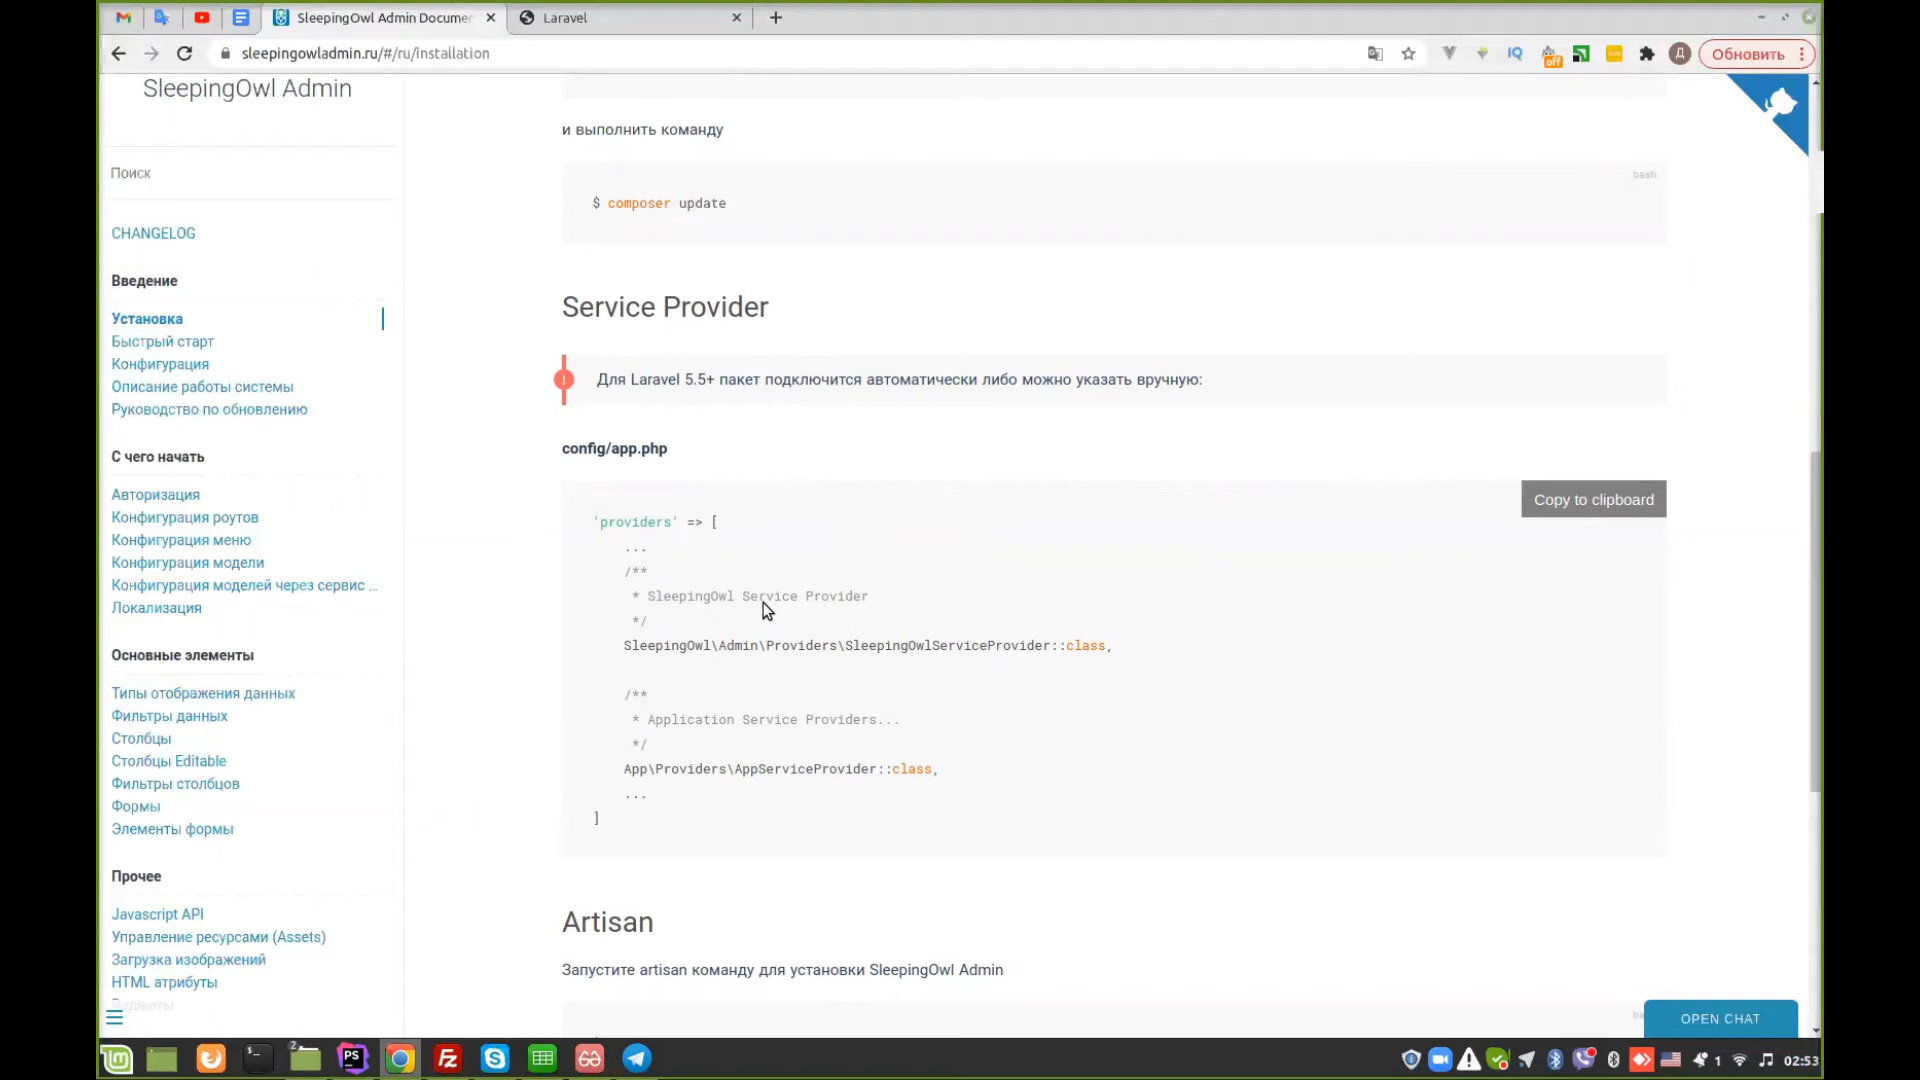 SleepingOwl Admin Documen
Laravel
sleepingowladmin.ru/#/ru/installation
off
Д
Обновить
SleepingOwl Admin
Поиск
CHANGELOG
Введение
Установка
Быстрый старт
Конфигурация
Описание работы системы
Руководство по обновлению
С чего начать
Авторизация
Конфигурация роутов
Конфигурация меню
Конфигурация модели
Конфигурация моделей через сервис ...
Локализация
Основные элементы
Типы отображения данных
Фильтры данных
Столбцы
Столбцы Editable
Фильтры столбцов
Формы
Элементы формы
Прочее
Javascript API
Управление ресурсами (Assets)
Загрузка изображений
HTML атрибуты
Виджеты
и выполнить команду
bash
$ composer update
Service Provider
! Для Laravel 5.5+ пакет подключится автоматически либо можно указать вручную:
config/app.php
Copy to clipboard
'providers' => [
...
/**
* SleepingOwl Service Provider
*/
SleepingOwl\Admin\Providers\SleepingOwlServiceProvider::class,
/**
* Application Service Providers...
*/
App\Providers\AppServiceProvider::class,
...
]
Artisan
Запустите artisan команду для установки SleepingOwl Admin
OPEN CHAT
2
PS
Fz
1
02:53